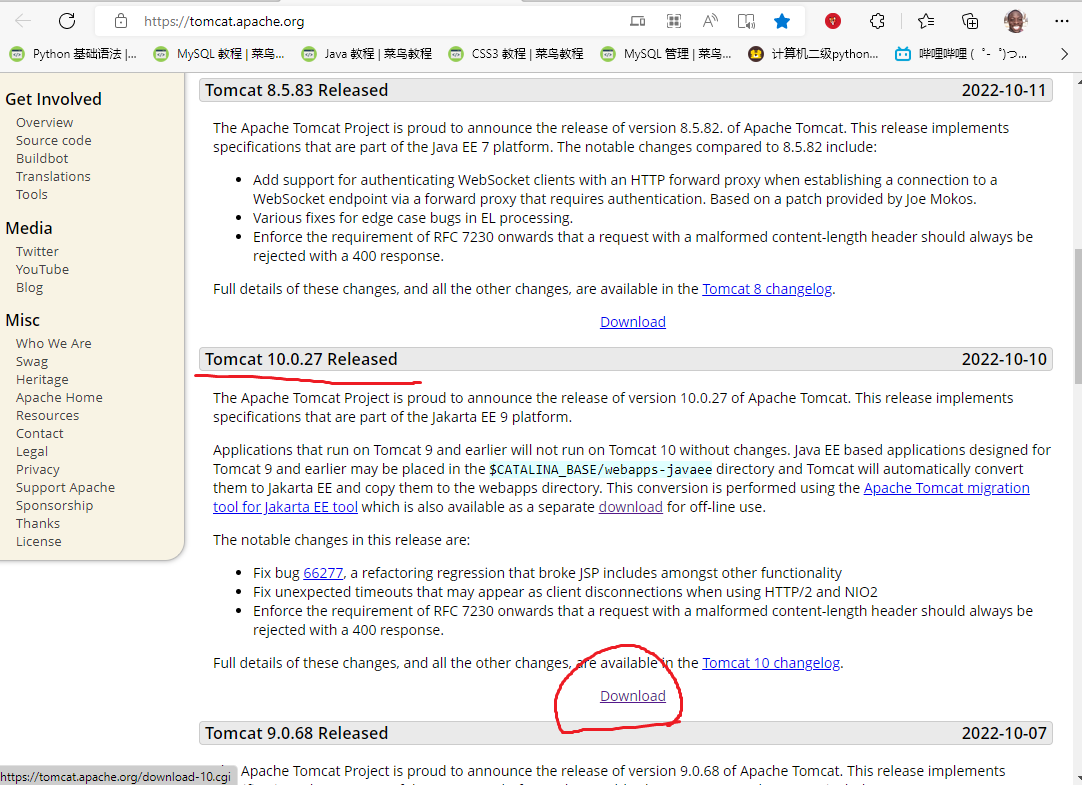 https://tomcat.apache.org
Python 基础语法 |...
MySQL 教程 | 菜鸟...
Java 教程 | 菜鸟教程
CSS3 教程 | 菜鸟教程
MySQL 管理 | 菜鸟...
计算机二级python...
哔哩哔哩 ( ゜- ゜)つ...
Get Involved
Overview
Source code
Buildbot
Translations
Tools
Media
Twitter
YouTube
Blog
Misc
Who We Are
Swag
Heritage
Apache Home
Resources
Contact
Legal
Privacy
Support Apache
Sponsorship
Thanks
License
Tomcat 8.5.83 Released 2022-10-11
The Apache Tomcat Project is proud to announce the release of version 8.5.82. of Apache Tomcat. This release implements
specifications that are part of the Java EE 7 platform. The notable changes compared to 8.5.82 include:
• Add support for authenticating WebSocket clients with an HTTP forward proxy when establishing a connection to a
WebSocket endpoint via a forward proxy that requires authentication. Based on a patch provided by Joe Mokos.
• Various fixes for edge case bugs in EL processing.
• Enforce the requirement of RFC 7230 onwards that a request with a malformed content-length header should always be
rejected with a 400 response.
Full details of these changes, and all the other changes, are available in the Tomcat 8 changelog.
Download
Tomcat 10.0.27 Released 2022-10-10
The Apache Tomcat Project is proud to announce the release of version 10.0.27 of Apache Tomcat. This release implements
specifications that are part of the Jakarta EE 9 platform.
Applications that run on Tomcat 9 and earlier will not run on Tomcat 10 without changes. Java EE based applications designed for
Tomcat 9 and earlier may be placed in the $CATALINA_BASE/webapps-javaee directory and Tomcat will automatically convert
them to Jakarta EE and copy them to the webapps directory. This conversion is performed using the Apache Tomcat migration
tool for Jakarta EE tool which is also available as a separate download for off-line use.
The notable changes in this release are:
• Fix bug 66277, a refactoring regression that broke JSP includes amongst other functionality
• Fix unexpected timeouts that may appear as client disconnections when using HTTP/2 and NIO2
• Enforce the requirement of RFC 7230 onwards that a request with a malformed content-length header should always be
rejected with a 400 response.
Full details of these changes, and all the other changes, are available in the Tomcat 10 changelog.
Download
Tomcat 9.0.68 Released 2022-10-07
Apache Tomcat Project is proud to announce the release of version 9.0.68 of Apache Tomcat. This release implements
https://tomcat.apache.org/download-10.cgi